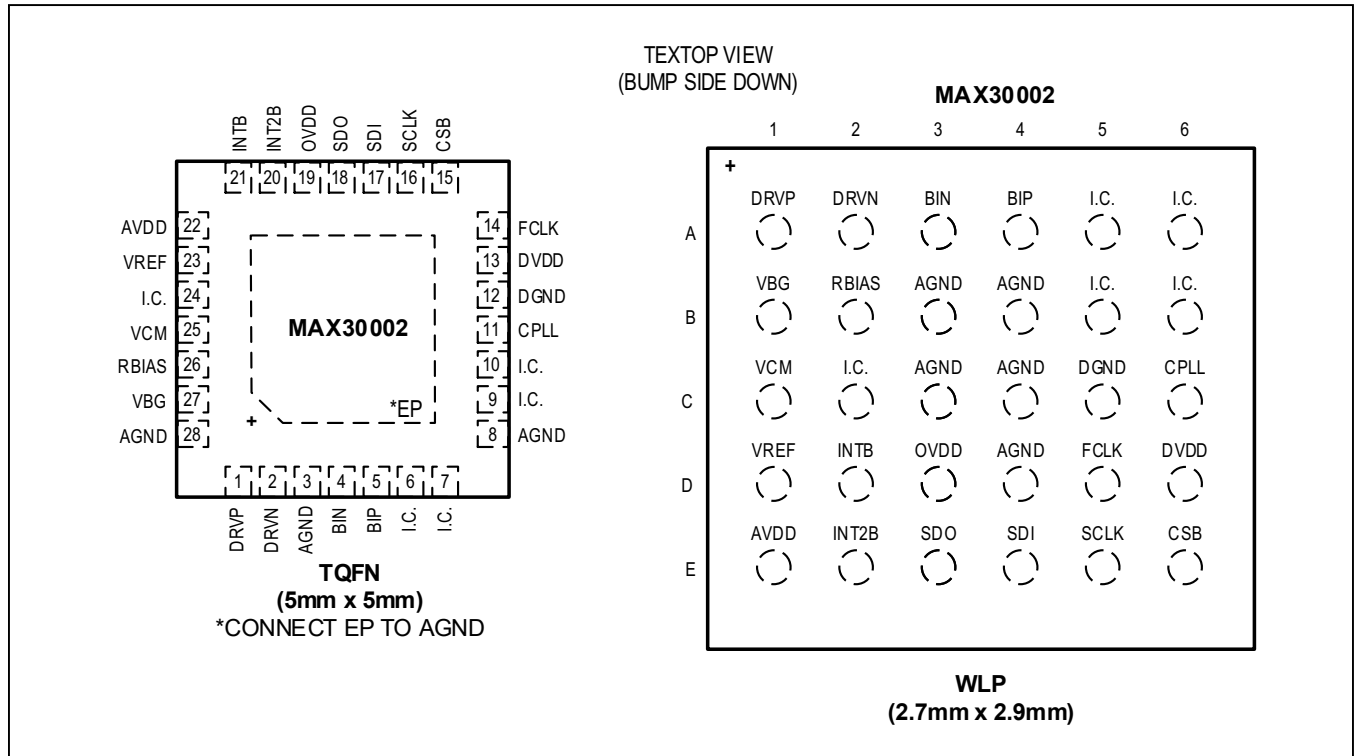 TEXTOP VIEW
(BUMP SIDE DOWN)
MAX30002
1 2 3 4 5 6
+
DRVP DRVN BIN BIP I.C. I.C.
A
VBG RBIAS AGND AGND I.C. I.C.
B
VCM I.C. AGND AGND DGND CPLL
C
VREF INTB OVDD AGND FCLK DVDD
D
AVDD INT2B SDO SDI SCLK CSB
E
WLP
(2.7mm x 2.9mm)
INTB INT2B OVDD SDO SDI SCLK CSB
21 20 19 18 17 16 15
AVDD 22 14 FCLK
VREF 23 13 DVDD
I.C. 24 12 DGND
VCM 25 11 CPLL
RBIAS 26 10 I.C.
VBG 27 9 I.C.
AGND 28 8 AGND
MAX30002
*EP
+
1 2 3 4 5 6 7
DRVP DRVN AGND BIN BIP I.C. I.C.
TQFN
(5mm x 5mm)
*CONNECT EP TO AGND